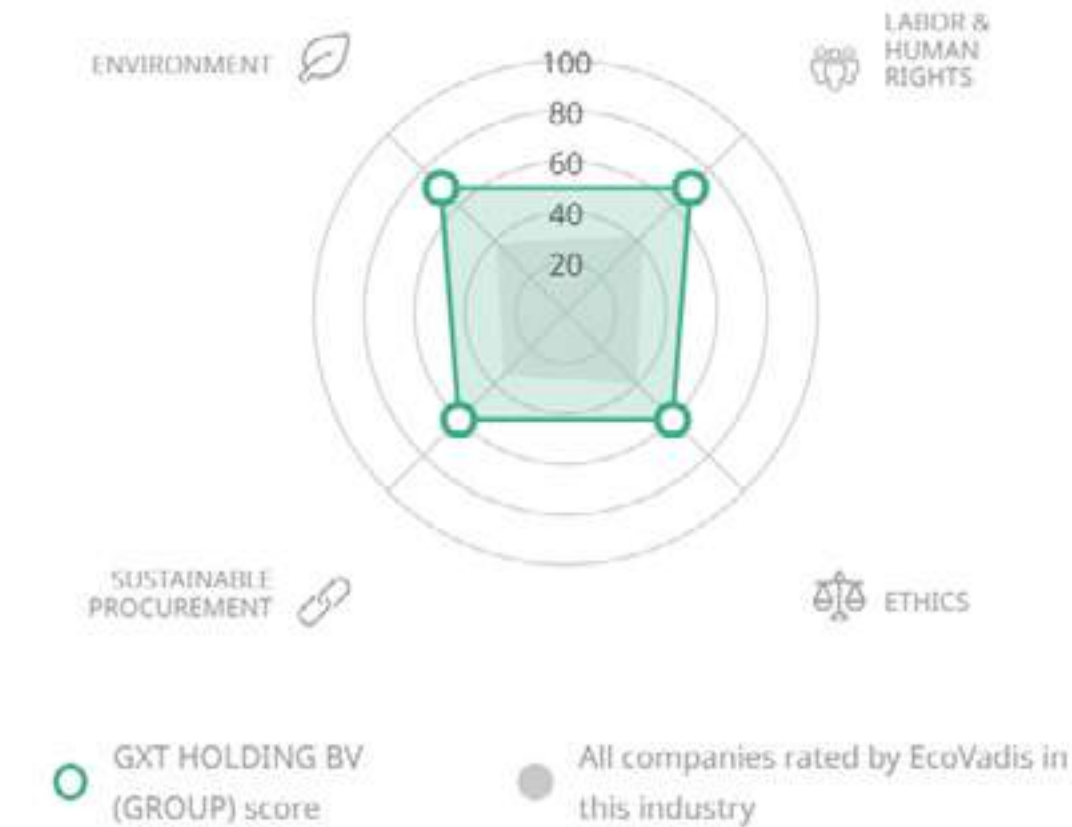 ENVIRONMENT
LABOR &
HUMAN
RIGHTS
100
80
60
40
20
SUSTAINABLE
PROCUREMENT
ETHICS
GXT HOLDING BV
(GROUP) score
All companies rated by EcoVadis in
this industry